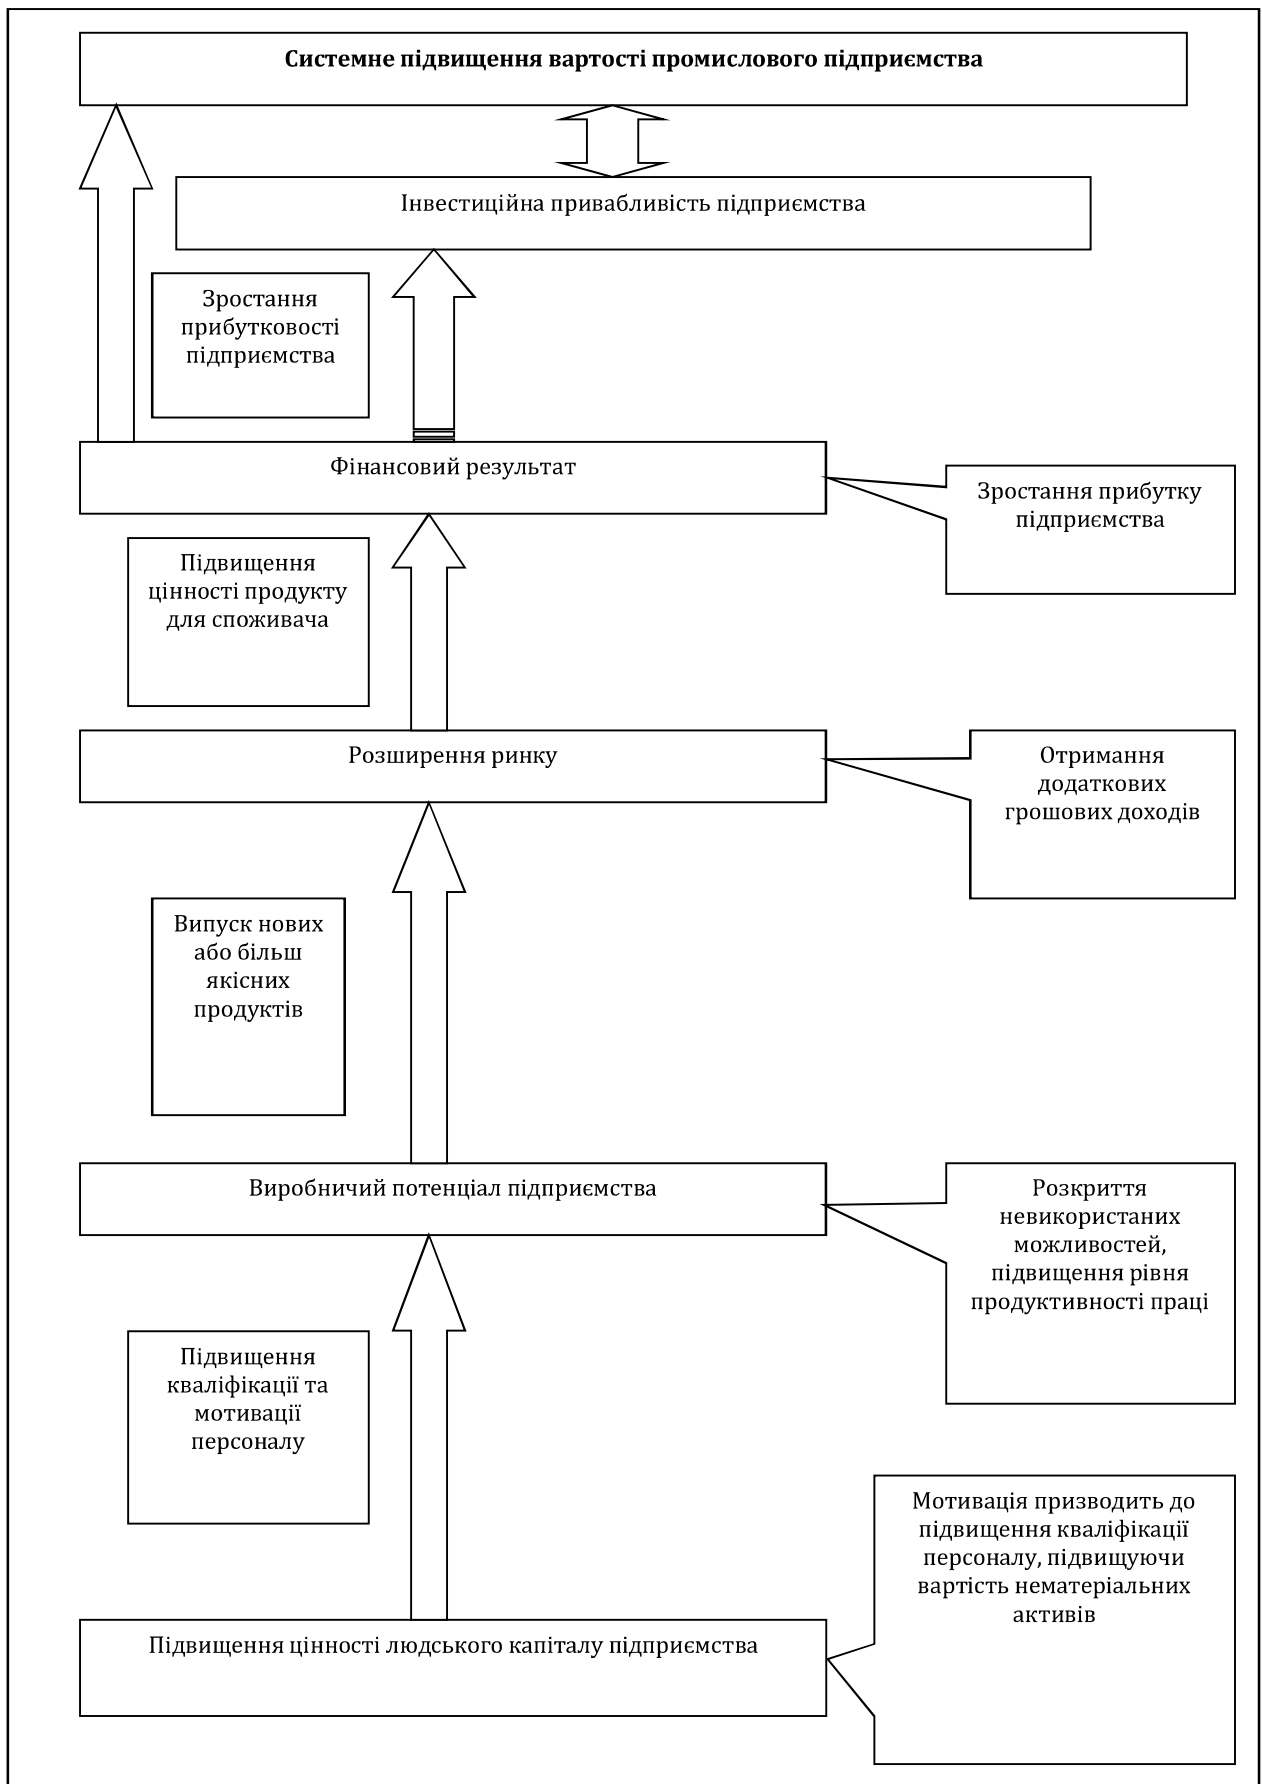 Системне підвищення вартості промислового підприємства
Інвестиційна привабливість підприємства
Зростання
прибутковості
підприємства
Фінансовий результат
Зростання прибутку
підприємства
Підвищення
цінності продукту
для споживача
Розширення ринку
Отримання
додаткових
грошових доходів
Випуск нових
або більш
якісних
продуктів
Виробничий потенціал підприємства
Розкриття
невикористаних
можливостей,
підвищення рівня
продуктивності праці
Підвищення
кваліфікації та
мотивації
персоналу
Мотивація призводить до
підвищення кваліфікації
персоналу, підвищуючи
вартість нематеріальних
активів
Підвищення цінності людського капіталу підприємства